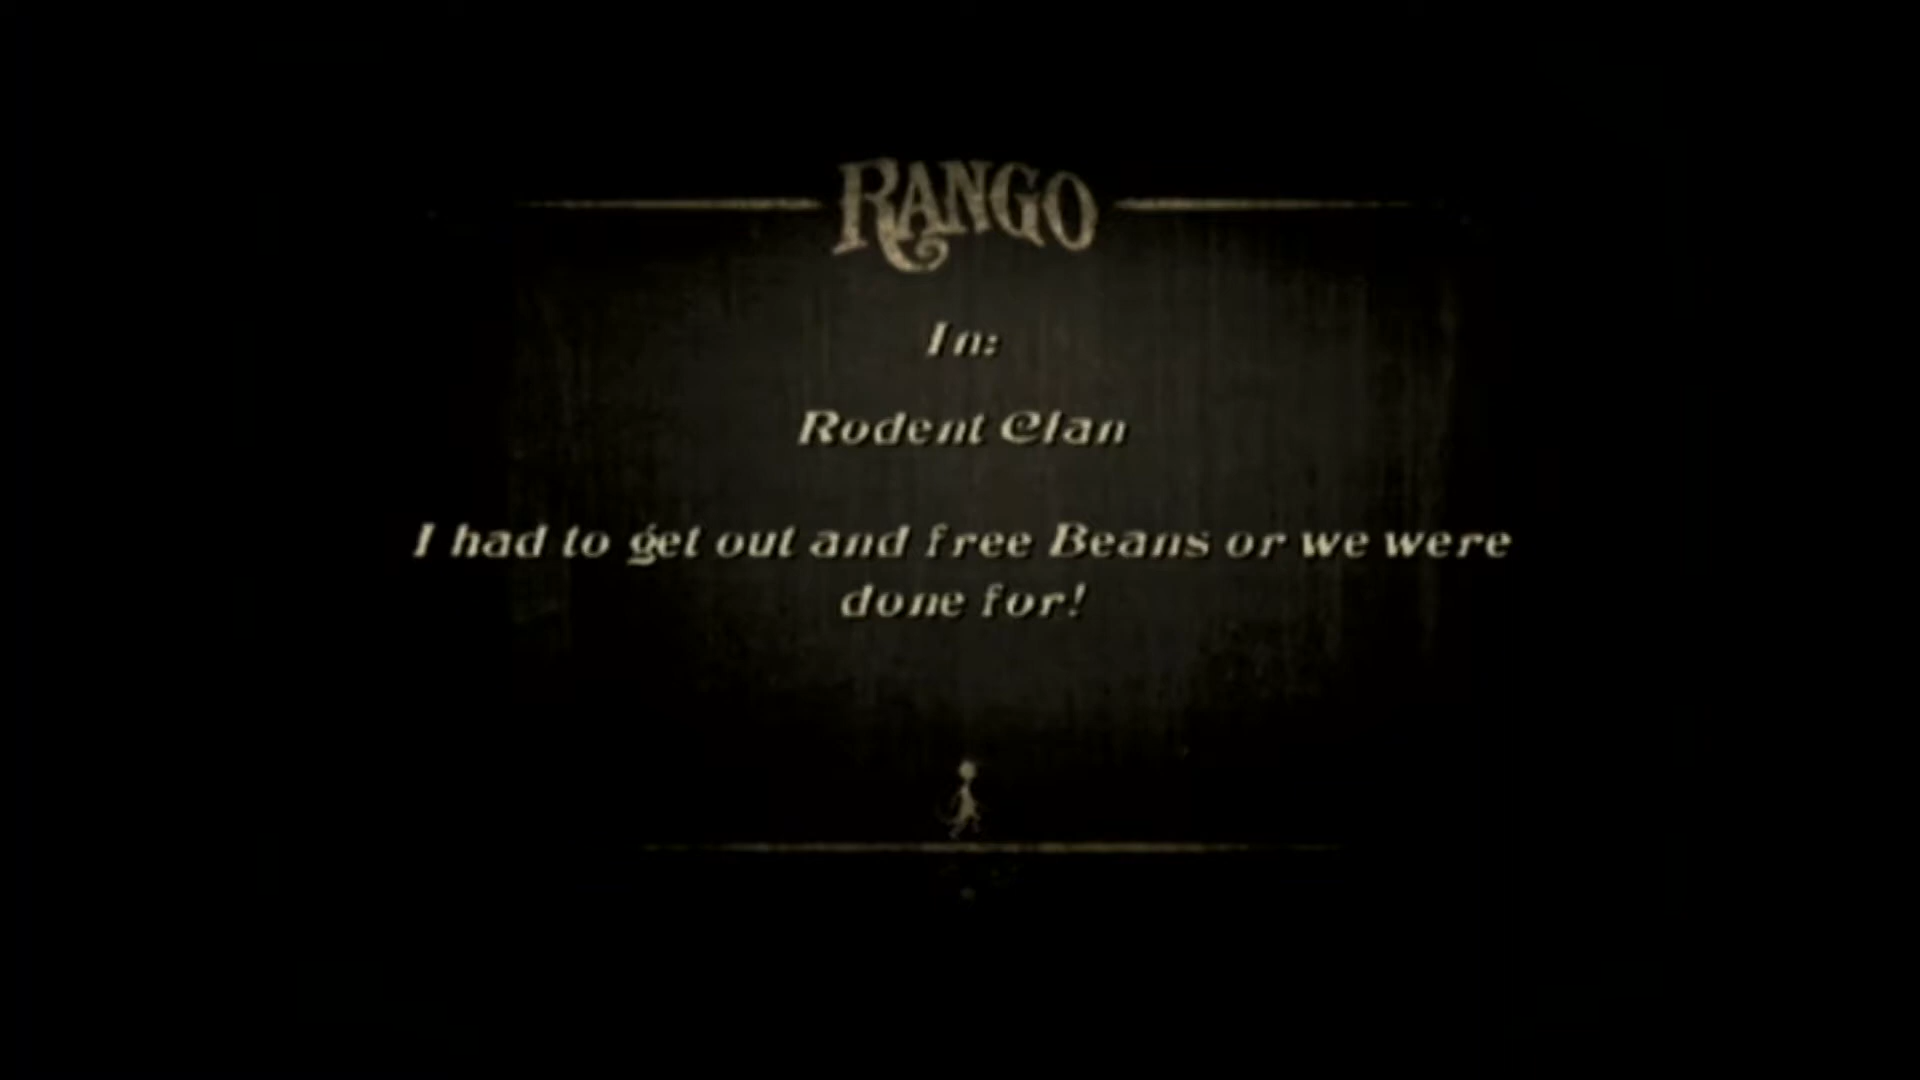 RANGO
In:
Rodent Clan
I had to get out and free Beans or we were
done for!